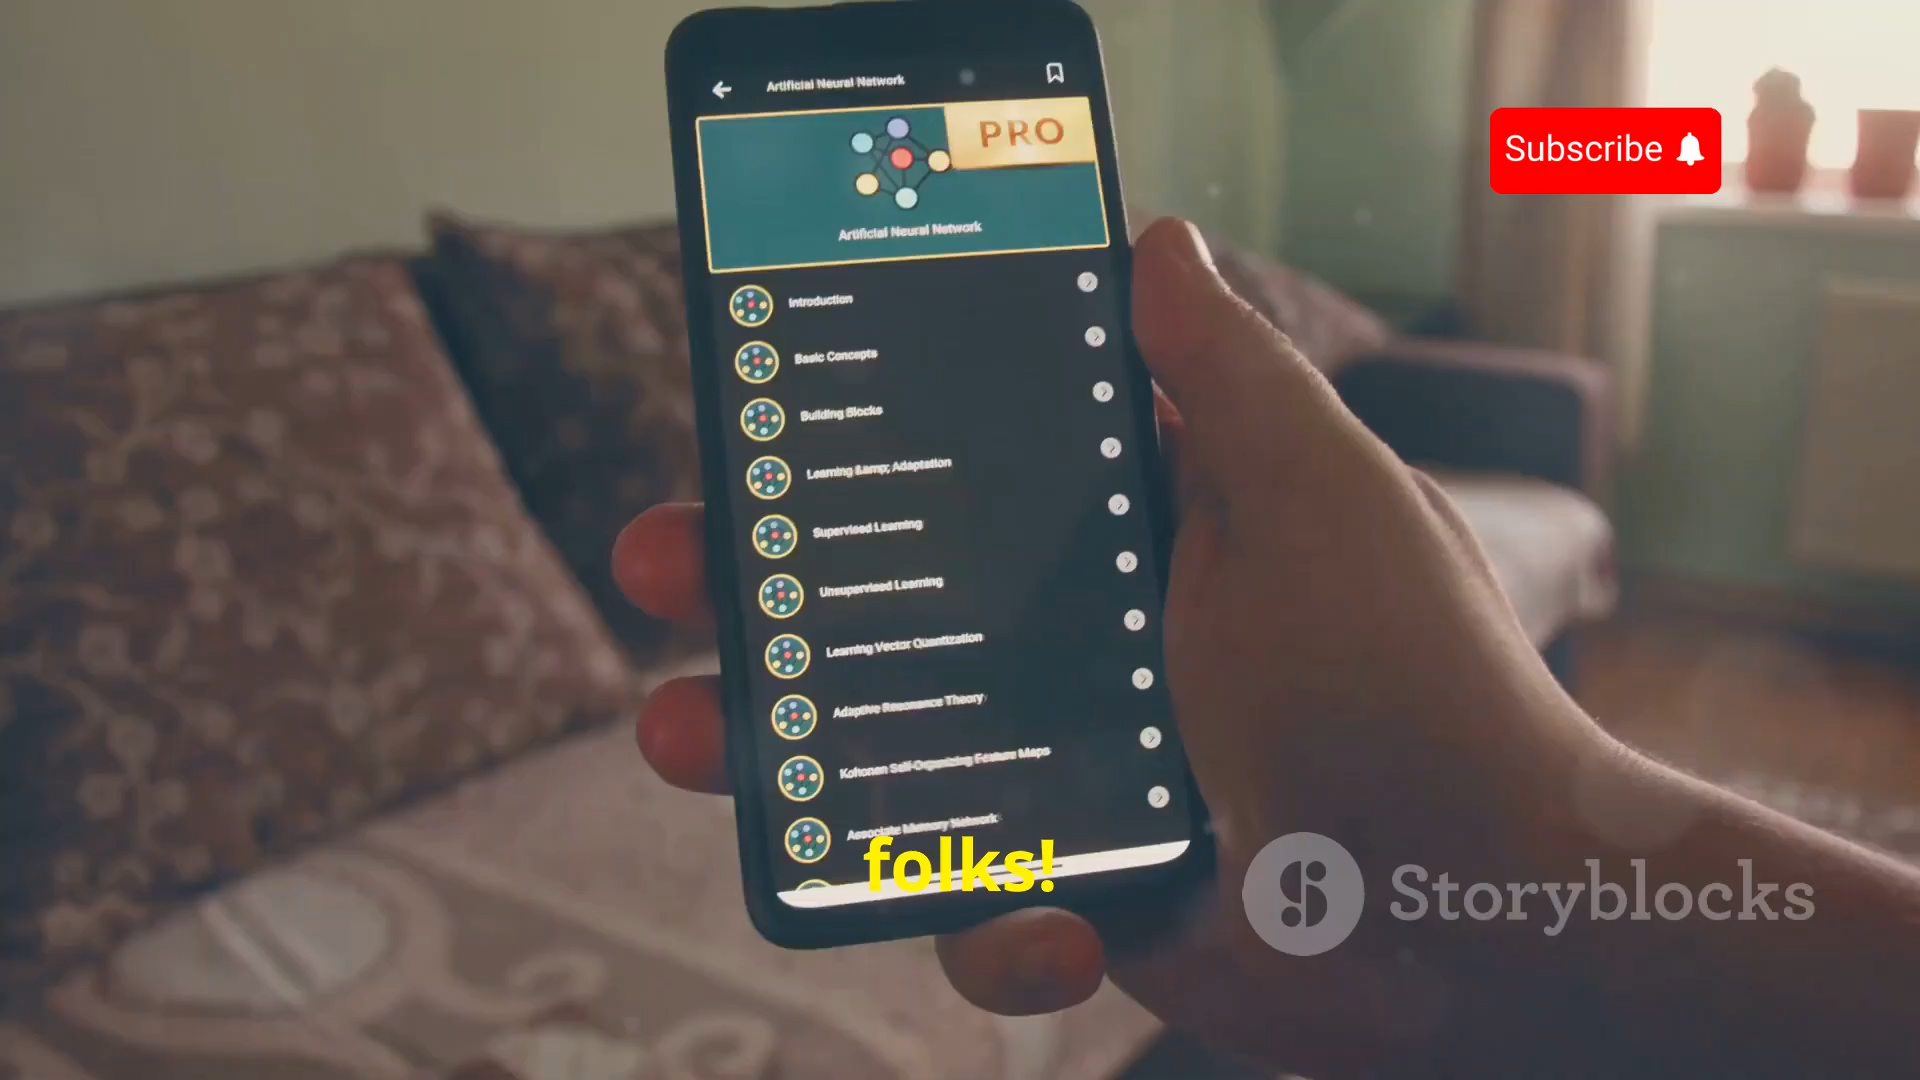 Artificial Neural Network
PRO
Subscribe
Artificial Neural Network
Introduction
Basic Concepts
Building Blocks
Learning &amp; Adaptation
Supervised Learning
Unsupervised Learning
Learning Vector Quantization
Adaptive Resonance Theory
Kohonen Self-Organizing Feature Maps
Associate Memory Network
folks!
Storyblocks